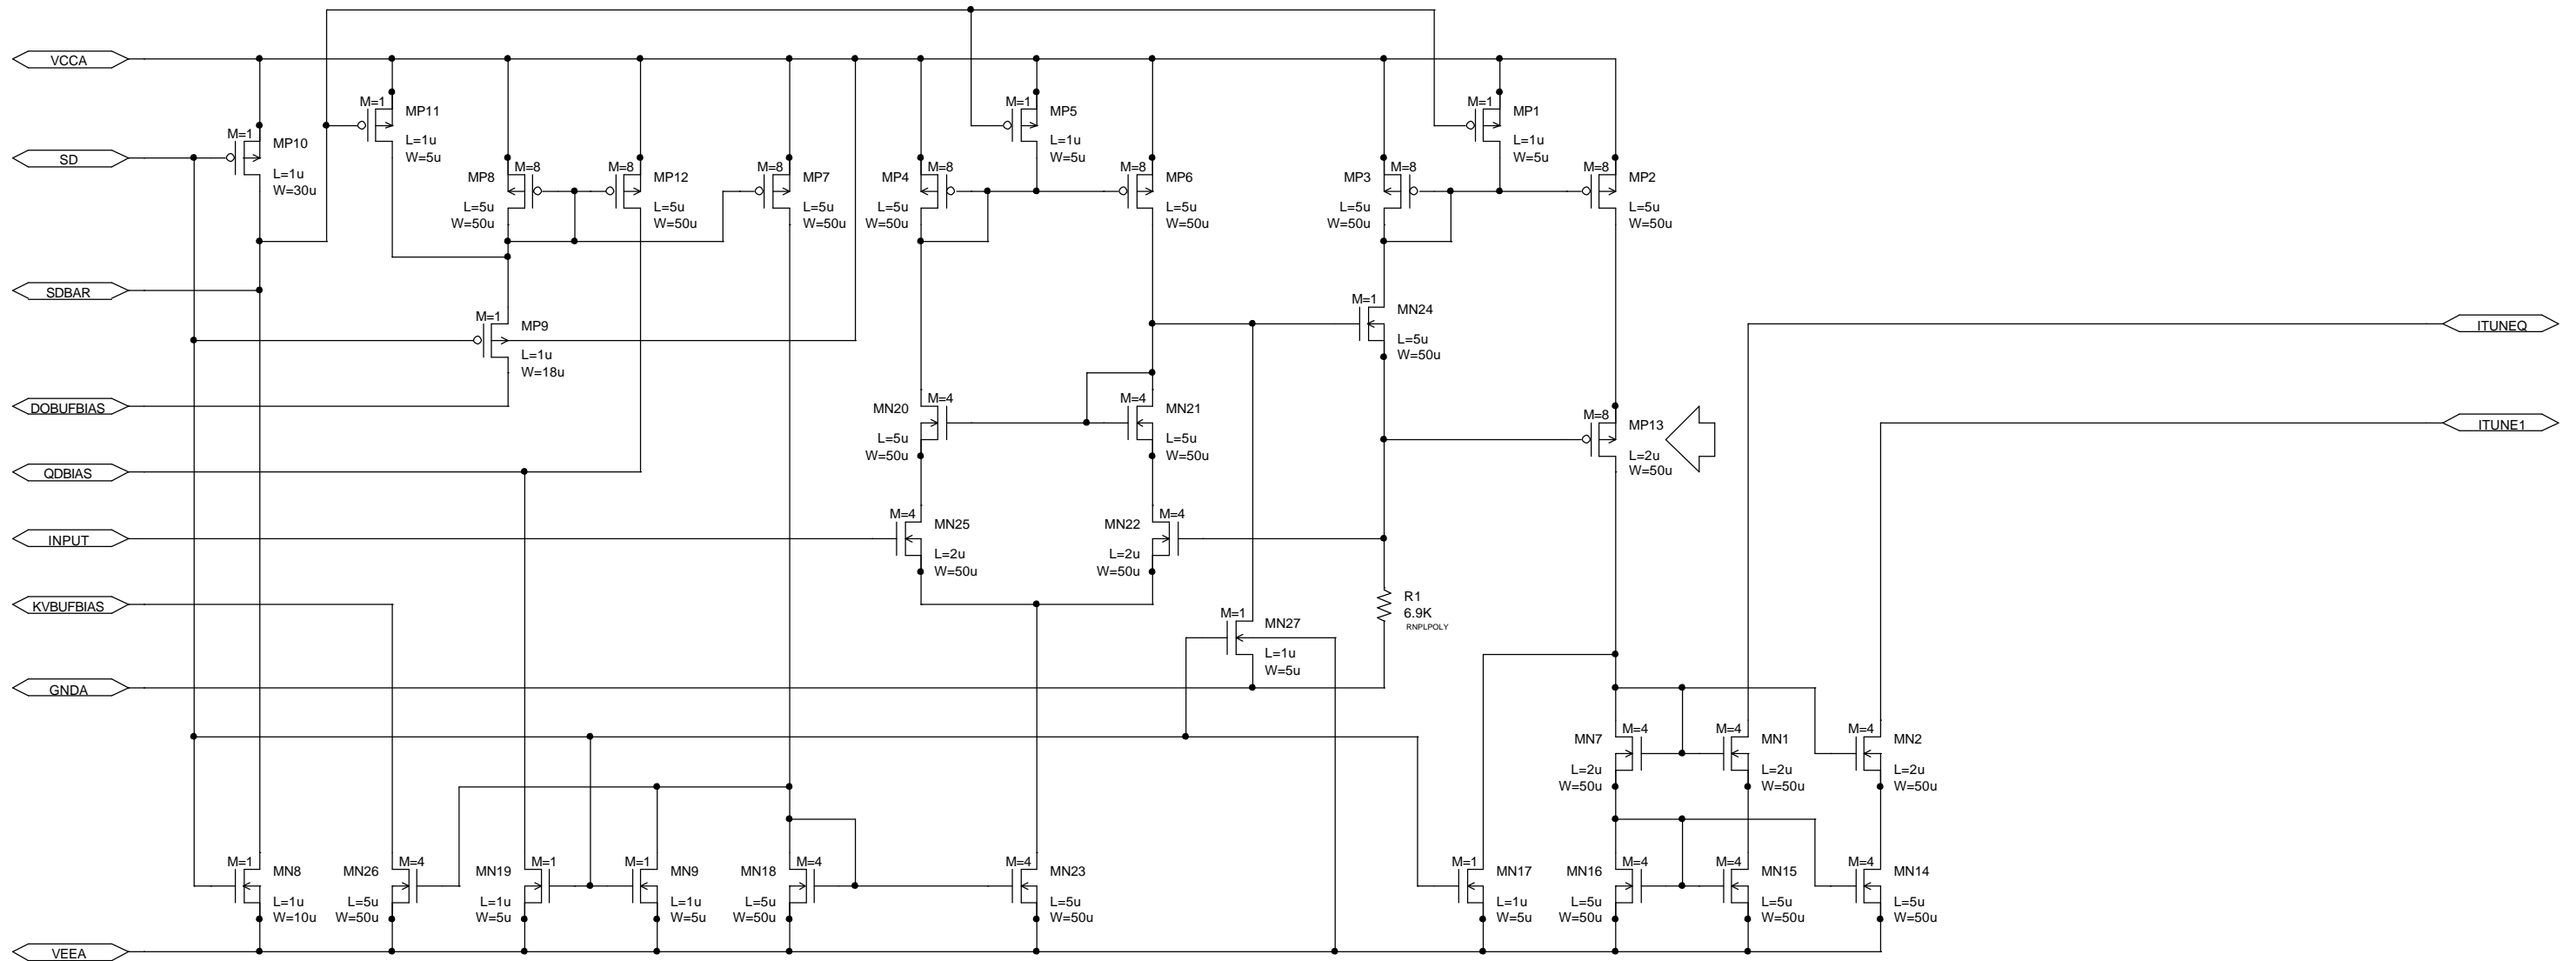 VCCA
SD
SDBAR
DOBUFBIAS
QDBIAS
INPUT
KVBUFBIAS
GNDA
VEEA
ITUNEQ
ITUNE1
M=1
MP10
L=1u
W=30u
M=1
MP11
L=1u
W=5u
M=8
MP8
L=5u
W=50u
M=8
MP12
L=5u
W=50u
M=8
MP7
L=5u
W=50u
M=8
MP4
L=5u
W=50u
M=1
MP5
L=1u
W=5u
M=8
MP6
L=5u
W=50u
M=8
MP3
L=5u
W=50u
M=1
MP1
L=1u
W=5u
M=8
MP2
L=5u
W=50u
M=1
MP9
L=1u
W=18u
M=1
MN24
L=5u
W=50u
M=4
MN20
L=5u
W=50u
M=4
MN21
L=5u
W=50u
M=8
MP13
L=2u
W=50u
M=4
MN25
L=2u
W=50u
M=4
MN22
L=2u
W=50u
R1
6.9K
RNPLPOLY
M=1
MN27
L=1u
W=5u
M=4
MN7
L=2u
W=50u
M=4
MN1
L=2u
W=50u
M=4
MN2
L=2u
W=50u
M=1
MN8
L=1u
W=10u
M=4
MN26
L=5u
W=50u
M=1
MN19
L=1u
W=5u
M=1
MN9
L=1u
W=5u
M=4
MN18
L=5u
W=50u
M=4
MN23
L=5u
W=50u
M=1
MN17
L=1u
W=5u
M=4
MN16
L=5u
W=50u
M=4
MN15
L=5u
W=50u
M=4
MN14
L=5u
W=50u